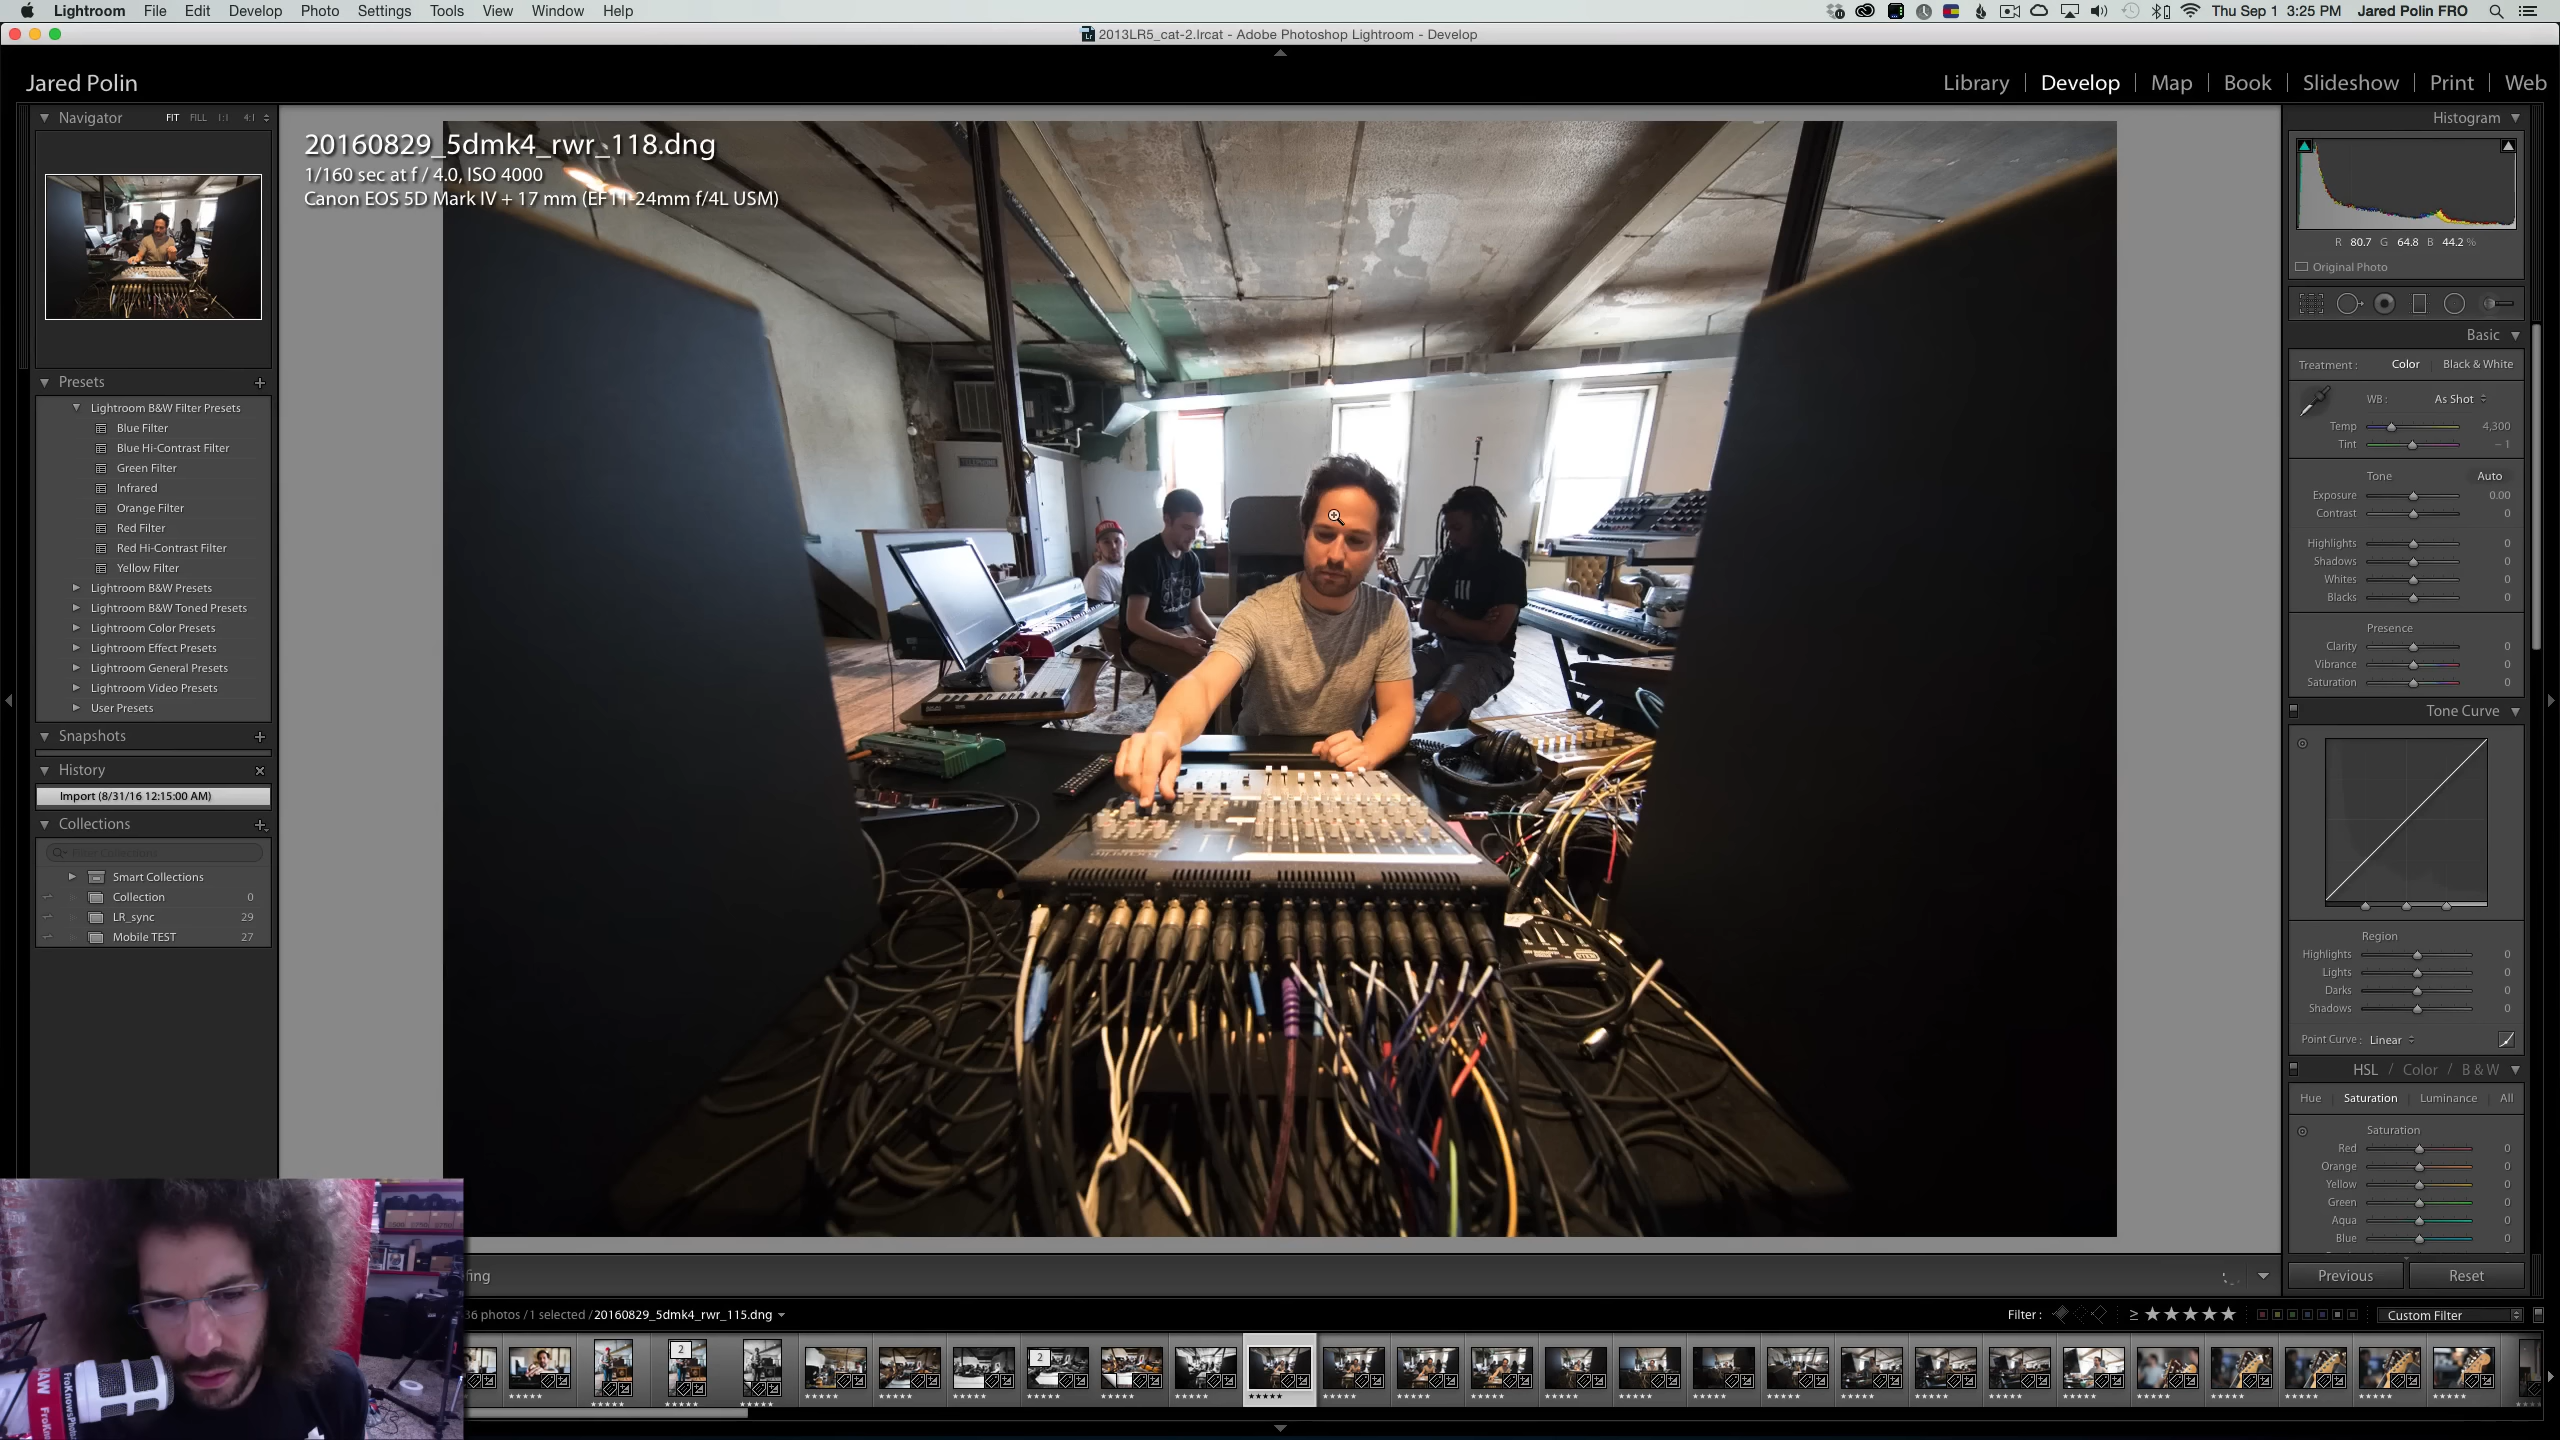 Lightroom File Edit Develop Photo Settings Tools View Window Help
Thu Sep 1 3:25 PM Jared Polin FRO
2013LR5_cat-2.lrcat - Adobe Photoshop Lightroom - Develop
Jared Polin
Library | Develop | Map | Book | Slideshow | Print | Web
Navigator FIT FILL 1:1 4:1
Presets
Lightroom B&W Filter Presets
Blue Filter
Blue Hi-Contrast Filter
Green Filter
Infrared
Orange Filter
Red Filter
Red Hi-Contrast Filter
Yellow Filter
Lightroom B&W Presets
Lightroom B&W Toned Presets
Lightroom Color Presets
Lightroom Effect Presets
Lightroom General Presets
Lightroom Video Presets
User Presets
Snapshots
History
Import (8/31/16 12:15:00 AM)
Collections
Filter Collections
Smart Collections
Collection 0
LR_sync 29
Mobile TEST 27
20160829_5dmk4_rwr_118.dng
1/160 sec at f / 4.0, ISO 4000
Canon EOS 5D Mark IV + 17 mm (EF11-24mm f/4L USM)
TELEPHONE
ill
Histogram
R 80.7 G 64.8 B 44.2 %
Original Photo
Basic
Treatment : Color | Black & White
WB : As Shot
Temp 4,300
Tint – 1
Tone Auto
Exposure 0.00
Contrast 0
Highlights 0
Shadows 0
Whites 0
Blacks 0
Presence
Clarity 0
Vibrance 0
Saturation 0
Tone Curve
Region
Highlights 0
Lights 0
Darks 0
Shadows 0
Point Curve : Linear
HSL / Color / B & W
Hue Saturation Luminance All
Saturation
Red 0
Orange 0
Yellow 0
Green 0
Aqua 0
Blue 0
Previous Reset
fing
36 photos / 1 selected / 20160829_5dmk4_rwr_115.dng
Filter : ≥ ★★★★★ Custom Filter
2
2
RAW
FroKnowsPho